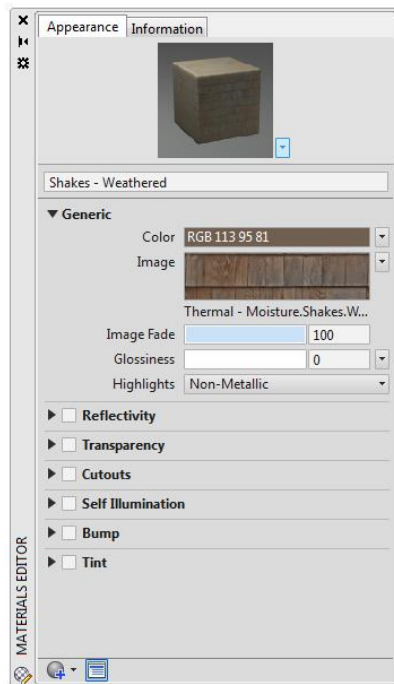 Appearance
Information
Shakes - Weathered
Generic
Color RGB 113 95 81
Image
Thermal - Moisture.Shakes.W...
Image Fade 100
Glossiness 0
Highlights Non-Metallic
Reflectivity
Transparency
Cutouts
Self Illumination
Bump
Tint
MATERIALS EDITOR